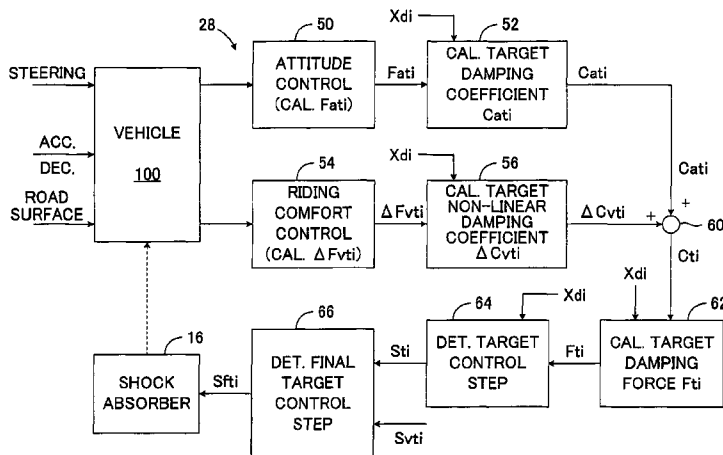 28
50
ATTITUDE
CONTROL
(CAL. Fati)
Fati
Xdi
52
CAL. TARGET
DAMPING
COEFFICIENT
Cati
Cati
STEERING
ACC.
DEC.
ROAD
SURFACE
VEHICLE
100
54
RIDING
COMFORT
CONTROL
(CAL. ΔFvti)
ΔFvti
Xdi
56
CAL. TARGET
NON-LINEAR
DAMPING
COEFFICIENT
ΔCvti
ΔCvti
Cati
+
+
60
Cti
Xdi
62
CAL. TARGET
DAMPING
FORCE Fti
Fti
Xdi
64
DET. TARGET
CONTROL
STEP
Sti
66
DET. FINAL
TARGET
CONTROL
STEP
Svti
Sfti
16
SHOCK
ABSORBER